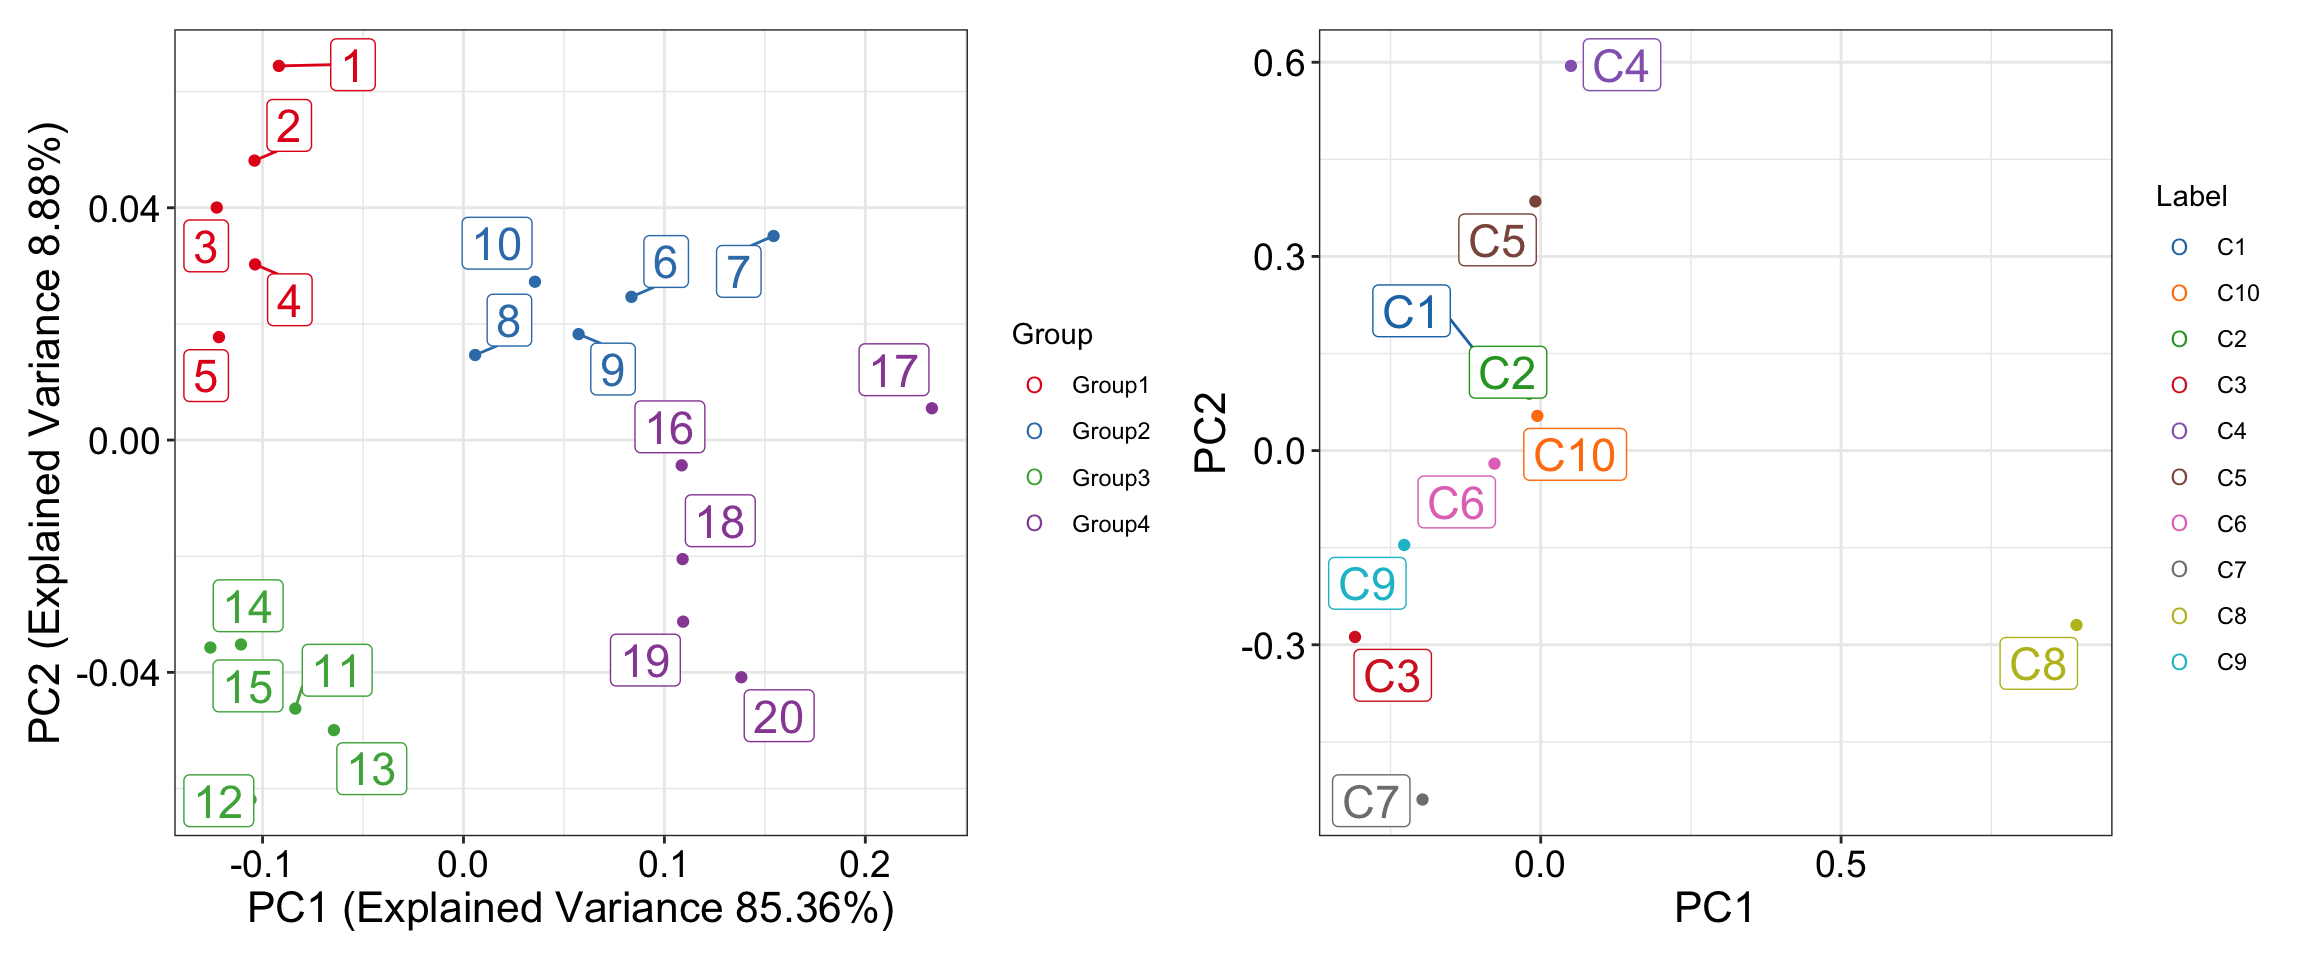 1
2
0.04
3
4
5
10
8
6
7
9
17
16
0.00
18
14
15
11
19
-0.04
20
13
12
-0.1
0.0
0.1
0.2
PC1 (Explained Variance 85.36%)
PC2 (Explained Variance 8.88%)
Group
Group1
Group2
Group3
Group4
0.6
C4
C5
0.3
C1
C2
C10
0.0
C6
C9
-0.3
C3
C8
C7
0.0
0.5
PC1
PC2
Label
C1
C10
C2
C3
C4
C5
C6
C7
C8
C9